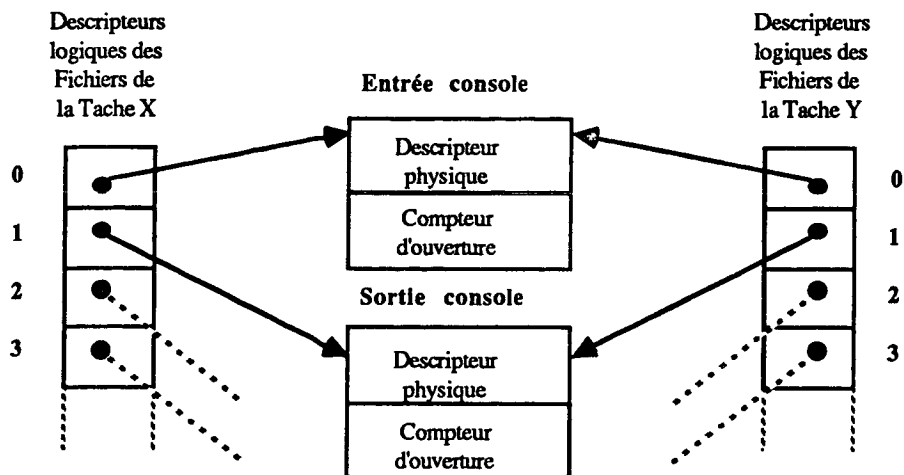 Descripteurs
logiques des
Fichiers de
la Tache X
Entrée console
Descripteurs
logiques des
Fichiers de
la Tache Y
0
1
2
3
Descripteur
physique
Compteur
d'ouverture
Sortie console
Descripteur
physique
Compteur
d'ouverture
0
1
2
3